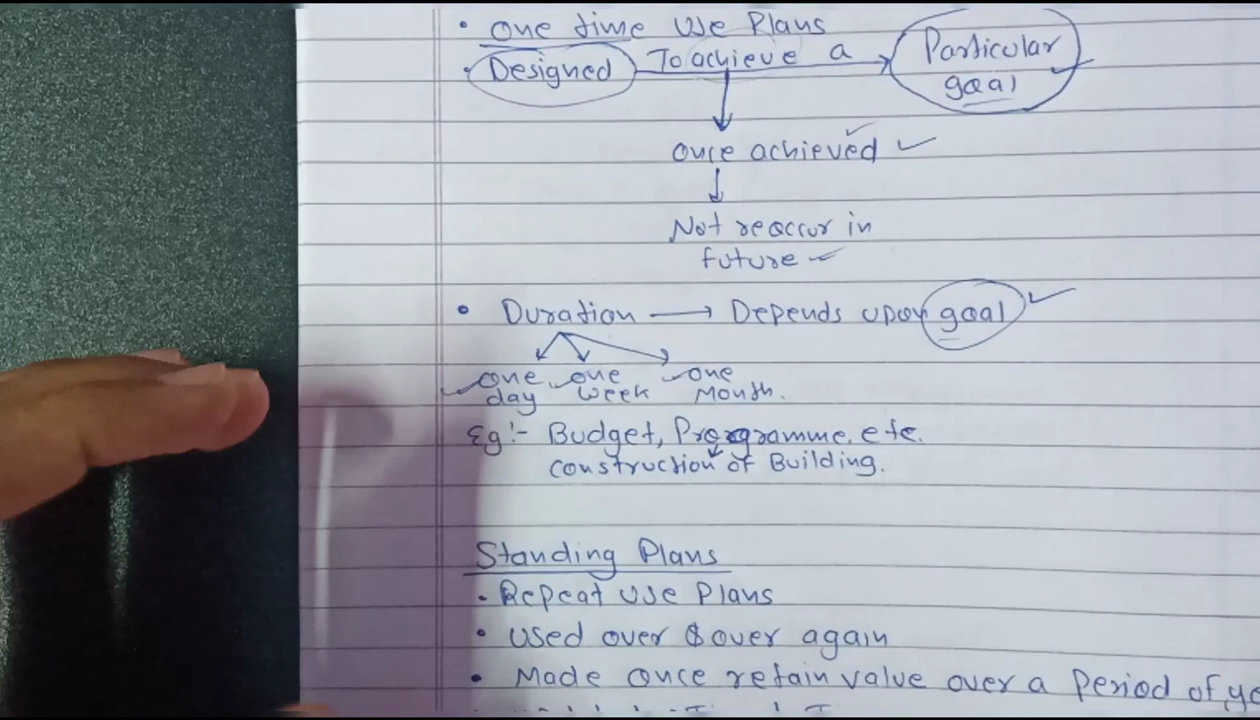 • One time Use Plans
• Designed To achieve a → Particular goal
Once achieved ✓
Not reoccur in
future
• Duration → Depends upon goal
one day one week one Month.
Eg:- Budget, Programme, etc.
Construction of Building.
Standing Plans
• Repeat Use Plans
• Used over & over again
• Made once retain value over a Period of